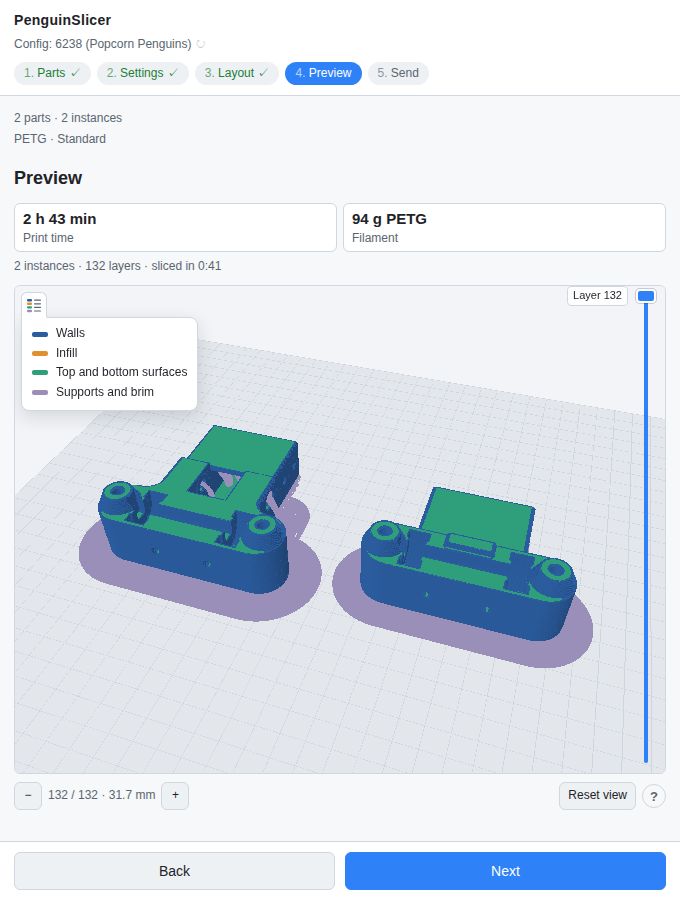 PenguinSlicer
Config: 6238 (Popcorn Penguins)
1. Parts ✓
2. Settings ✓
3. Layout ✓
4. Preview
5. Send
2 parts · 2 instances
PETG · Standard
Preview
2 h 43 min
Print time
94 g PETG
Filament
2 instances · 132 layers · sliced in 0:41
Layer 132
Walls
Infill
Top and bottom surfaces
Supports and brim
− 132 / 132 · 31.7 mm +
Reset view
?
Back
Next